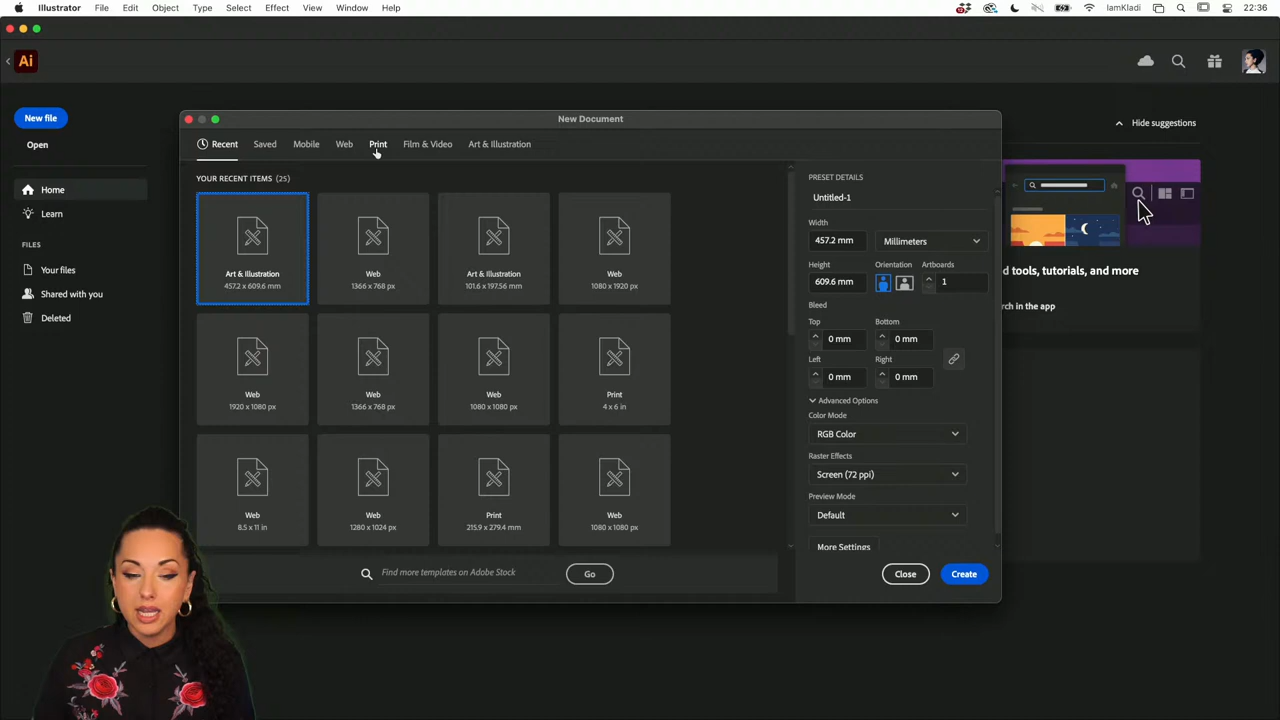 Illustrator File Edit Object Type Select Effect View Window Help
IamKladi 22:36
Ai
New file
Open
Home
Learn
FILES
Your files
Shared with you
Deleted
Hide suggestions
d tools, tutorials, and more
rch in the app
New Document
Recent Saved Mobile Web Print Film & Video Art & Illustration
YOUR RECENT ITEMS (25)
Art & Illustration
457.2 x 609.6 mm
Web
1366 x 768 px
Art & Illustration
101.6 x 197.56 mm
Web
1080 x 1920 px
Web
1920 x 1080 px
Web
1366 x 768 px
Web
1080 x 1080 px
Print
4 x 6 in
Web
8.5 x 11 in
Web
1280 x 1024 px
Print
215.9 x 279.4 mm
Web
1080 x 1080 px
Find more templates on Adobe Stock
Go
PRESET DETAILS
Untitled-1
Width
457.2 mm Millimeters
Height Orientation Artboards
609.6 mm 1
Bleed
Top Bottom
0 mm 0 mm
Left Right
0 mm 0 mm
Advanced Options
Color Mode
RGB Color
Raster Effects
Screen (72 ppi)
Preview Mode
Default
More Settings
Close Create